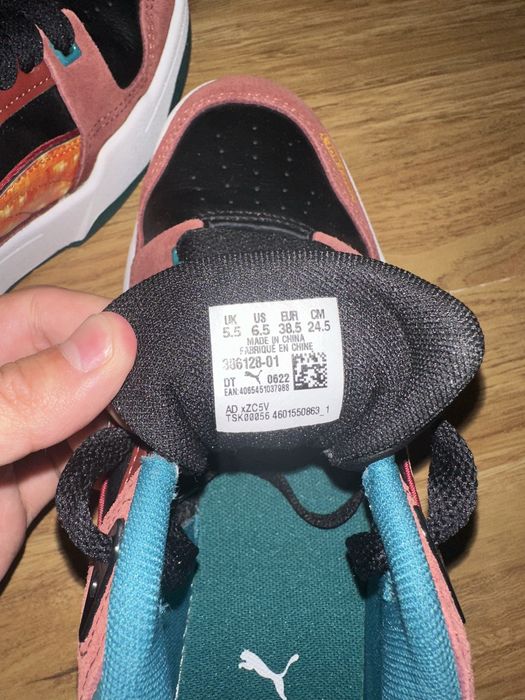 UK US EUR CM
5.5 6.5 38.5 24.5
MADE IN CHINA
FABRIQUÉ EN CHINE
386128-01
DT 0622
EAN: 4065451037988
AD xZC5V
TSK00056 4601550863_1